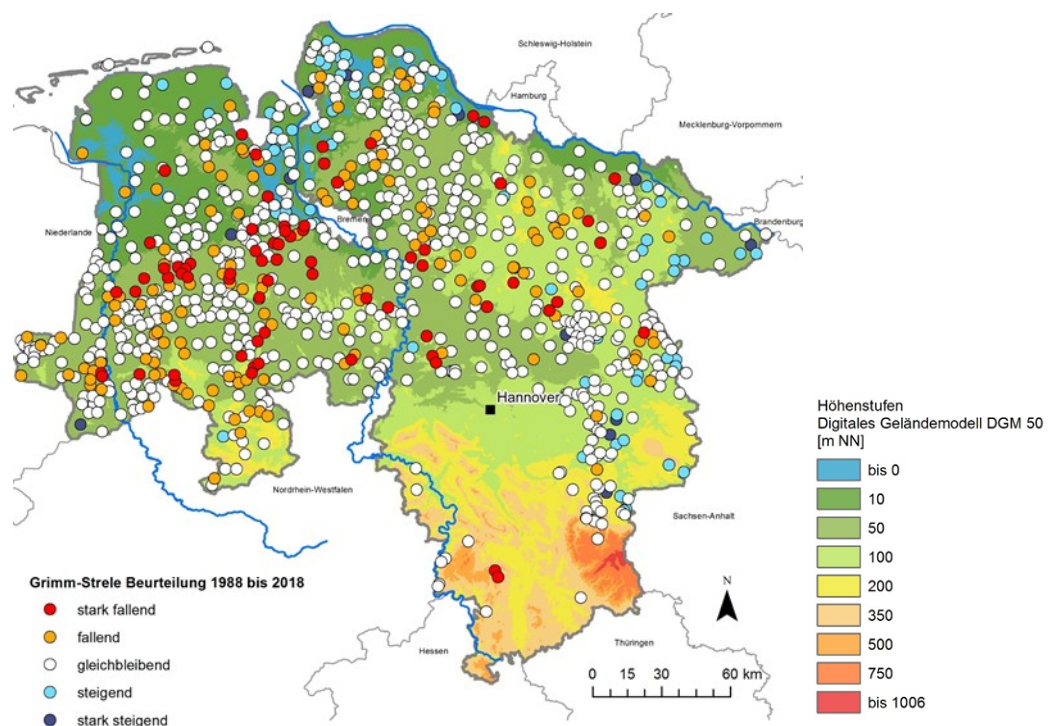 Schleswig-Holstein
Hamburg
Mecklenburg-Vorpommern
Brandenburg
Bremen
Niederlande
Hannover
Nordrhein-Westfalen
Sachsen-Anhalt
Hessen
Thüringen
N
0 15 30 60 km
Grimm-Strele Beurteilung 1988 bis 2018
stark fallend
fallend
gleichbleibend
steigend
stark steigend
Höhenstufen
Digitales Geländemodell DGM 50
[m NN]
bis 0
10
50
100
200
350
500
750
bis 1006